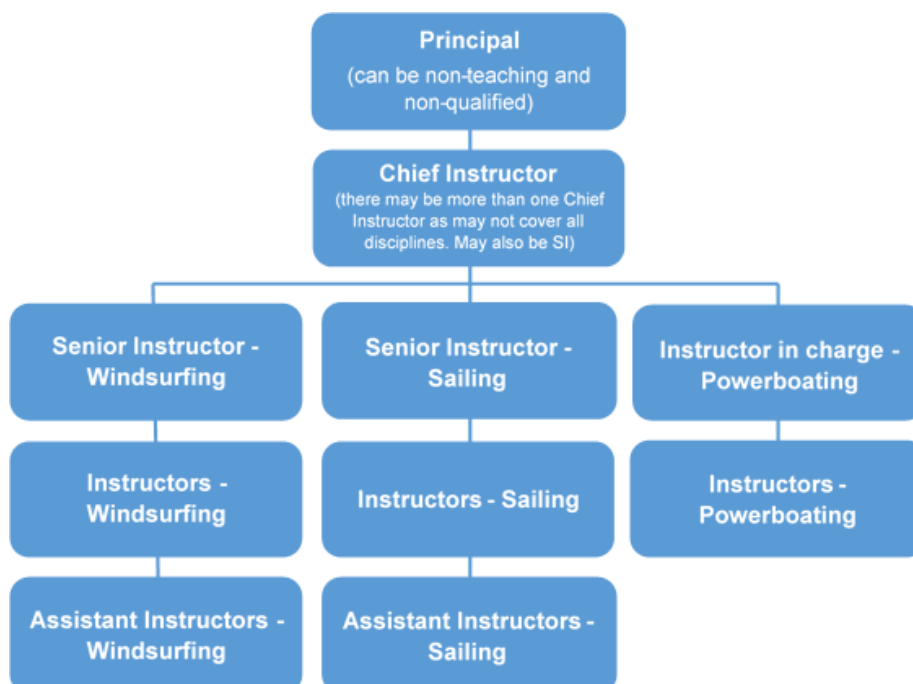 Principal
(can be non-teaching and
non-qualified)
Chief Instructor
(there may be more than one Chief
Instructor as may not cover all
disciplines. May also be SI)
Senior Instructor -
Windsurfing
Senior Instructor -
Sailing
Instructor in charge -
Powerboating
Instructors -
Windsurfing
Instructors - Sailing
Instructors -
Powerboating
Assistant Instructors -
Windsurfing
Assistant Instructors -
Sailing